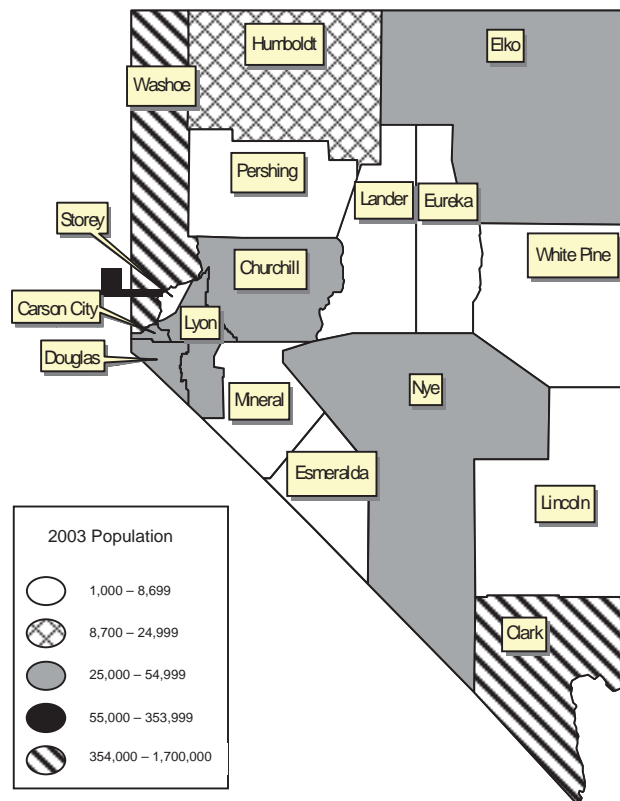 Humboldt
Elko
Washoe
Pershing
Lander
Eureka
Storey
White Pine
Churchill
Carson City
Lyon
Douglas
Nye
Mineral
Esmeralda
Lincoln
2003 Population
1,000 – 8,699
8,700 – 24,999
25,000 – 54,999
55,000 – 353,999
354,000 – 1,700,000
Clark